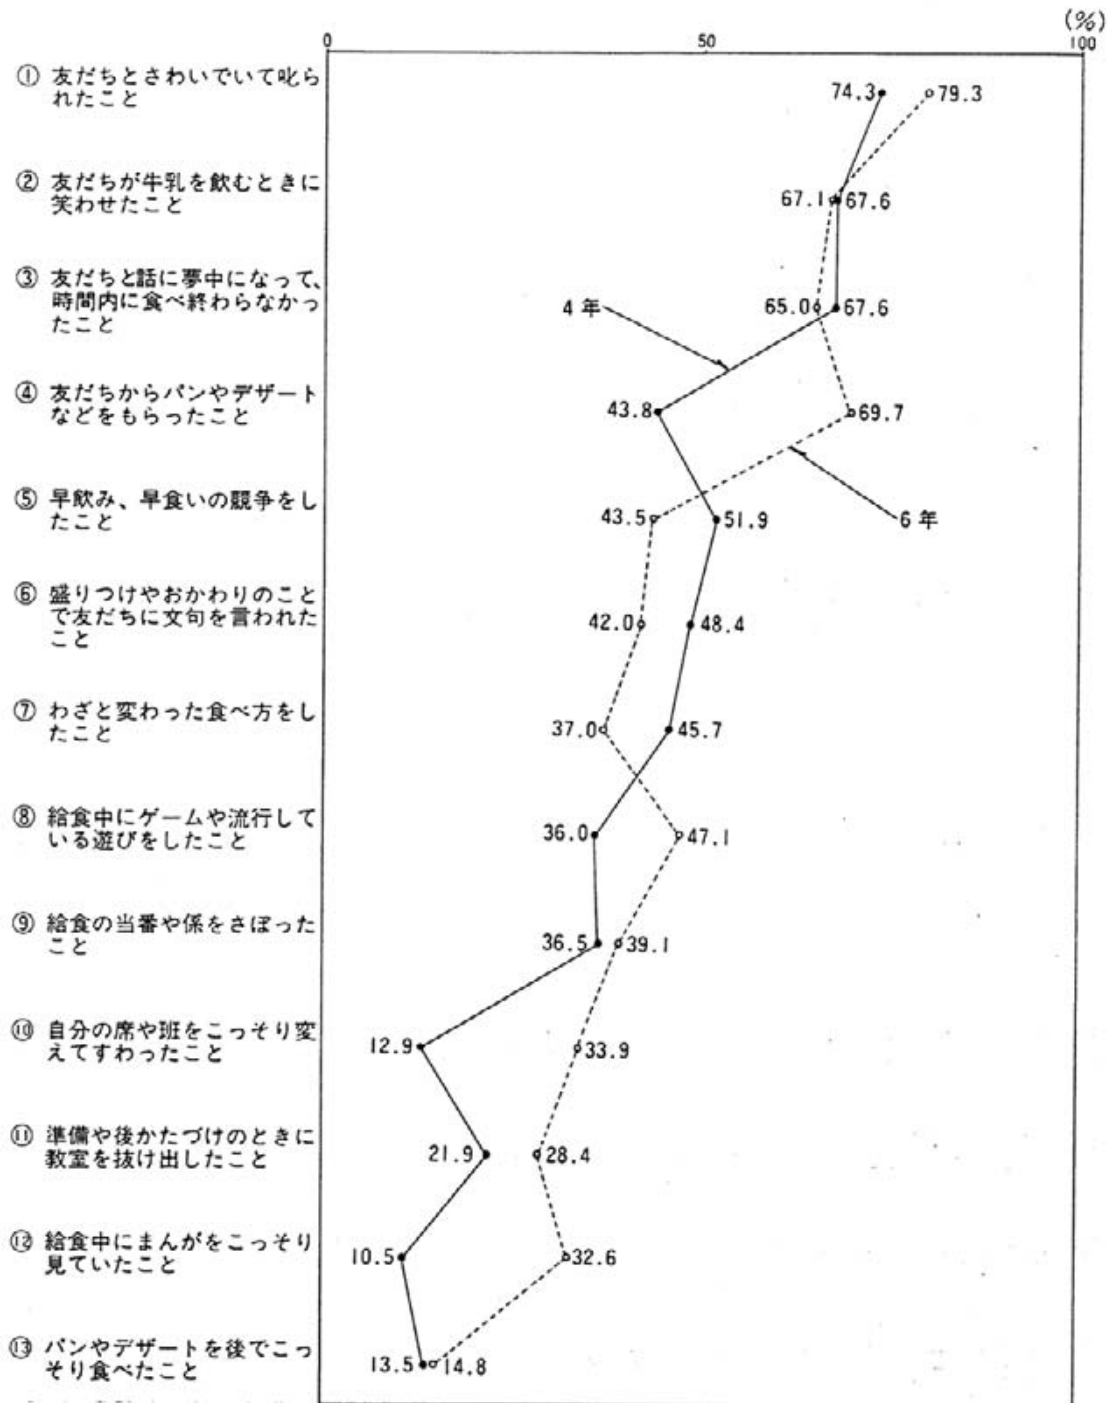 (%)
0 50 100
① 友だちとさわいでいて叱ら
れたこと
74.3 79.3
② 友だちが牛乳を飲むときに
笑わせたこと
67.1 67.6
③ 友だちと話に夢中になって、
時間内に食べ終わらなかっ
たこと
4年
65.0 67.6
④ 友だちからパンやデザート
などをもらったこと
43.8 69.7
⑤ 早飲み、早食いの競争をし
たこと
43.5 51.9
6年
⑥ 盛りつけやおかわりのこと
で友だちに文句を言われた
こと
42.0 48.4
⑦ わざと変わった食べ方をし
たこと
37.0 45.7
⑧ 給食中にゲームや流行して
いる遊びをしたこと
36.0 47.1
⑨ 給食の当番や係をさぼった
こと
36.5 39.1
⑩ 自分の席や班をこっそり変
えてすわったこと
12.9 33.9
⑪ 準備や後かたづけのときに
教室を抜け出したこと
21.9 28.4
⑫ 給食中にまんがをこっそり
見ていたこと
10.5 32.6
⑬ パンやデザートを後でこっ
そり食べたこと
13.5 14.8